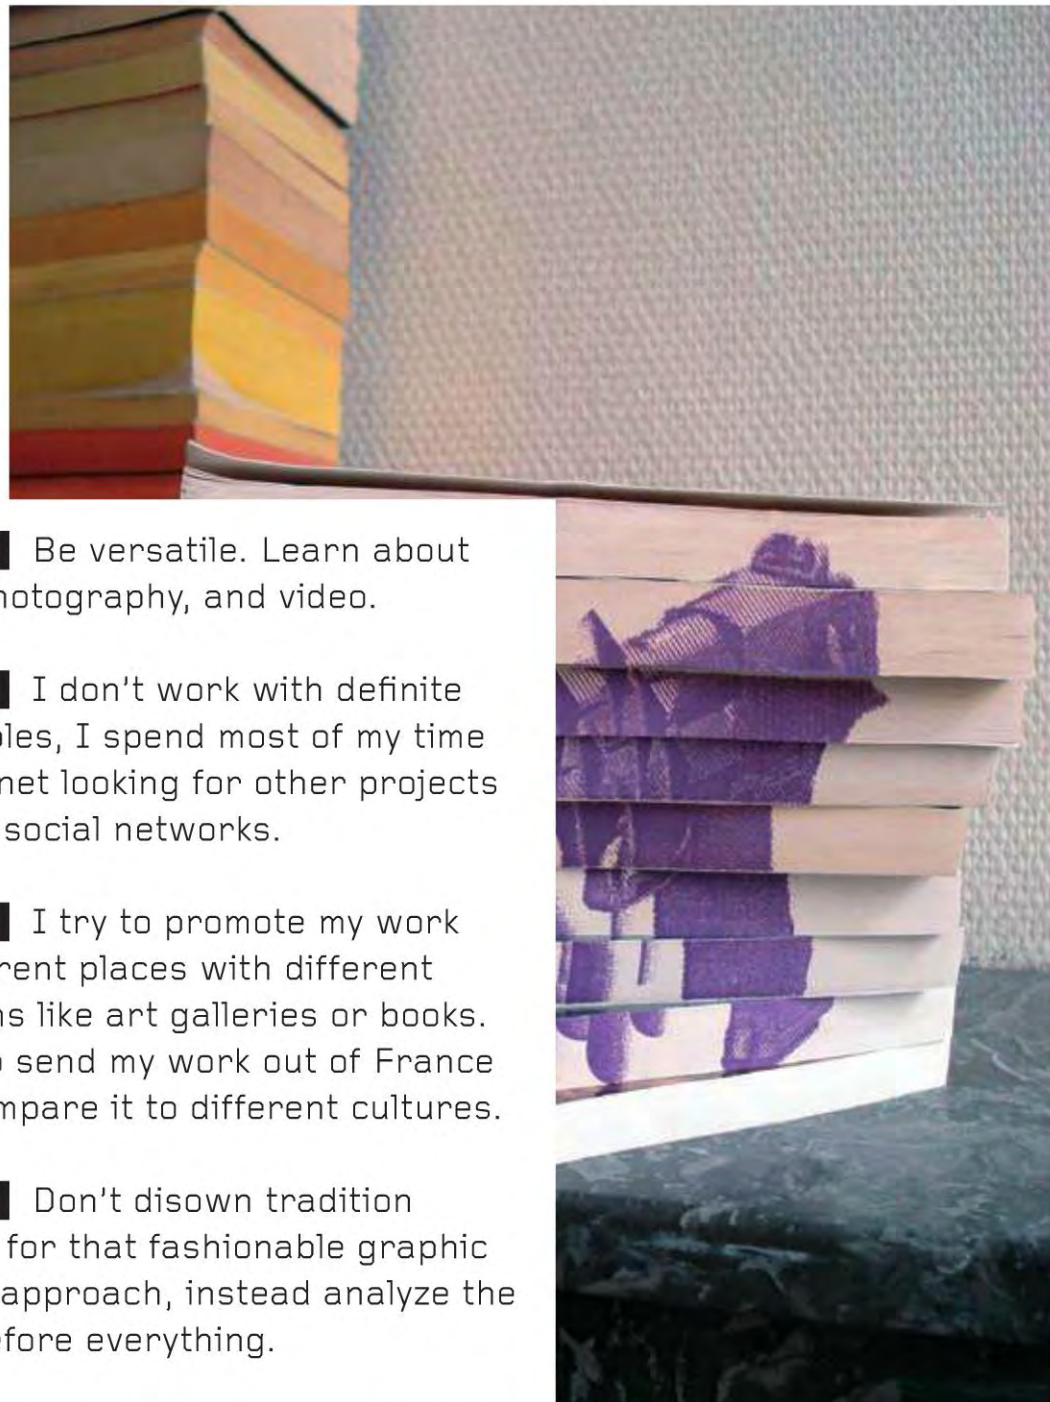 Be versatile. Learn about
hotography, and video.
I don't work with definite
les, I spend most of my time
net looking for other projects
social networks.
I try to promote my work
rent places with different
ns like art galleries or books.
o send my work out of France
mpare it to different cultures.
Don't disown tradition
for that fashionable graphic
approach, instead analyze the
efore everything.